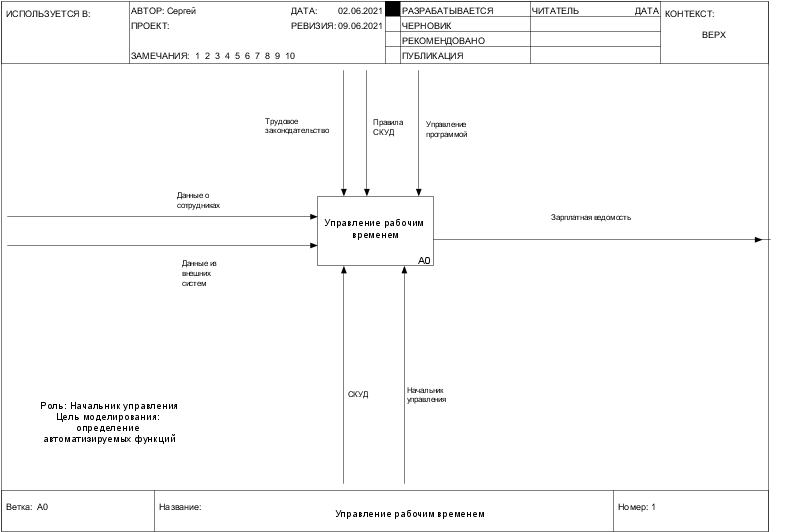 ИСПОЛЬЗУЕТСЯ В:
АВТОР: Сергей
ДАТА: 02.06.2021
РАЗРАБАТЫВАЕТСЯ
ЧИТАТЕЛЬ
ДАТА
КОНТЕКСТ:
ПРОЕКТ:
РЕВИЗИЯ: 09.06.2021
ЧЕРНОВИК
РЕКОМЕНДОВАНО
ВЕРХ
ЗАМЕЧАНИЯ: 1 2 3 4 5 6 7 8 9 10
ПУБЛИКАЦИЯ
Трудовое
законодательство
Правила
СКУД
Управление
программой
Данные о
сотрудниках
Управление рабочим
временем
A0
Зарплатная ведомость
Данные из
внешних
систем
СКУД
Начальник
управления
Роль: Начальник управления
Цель моделирования:
определение
автоматизируемых функций
Ветка: A0
Название:
Управление рабочим временем
Номер: 1